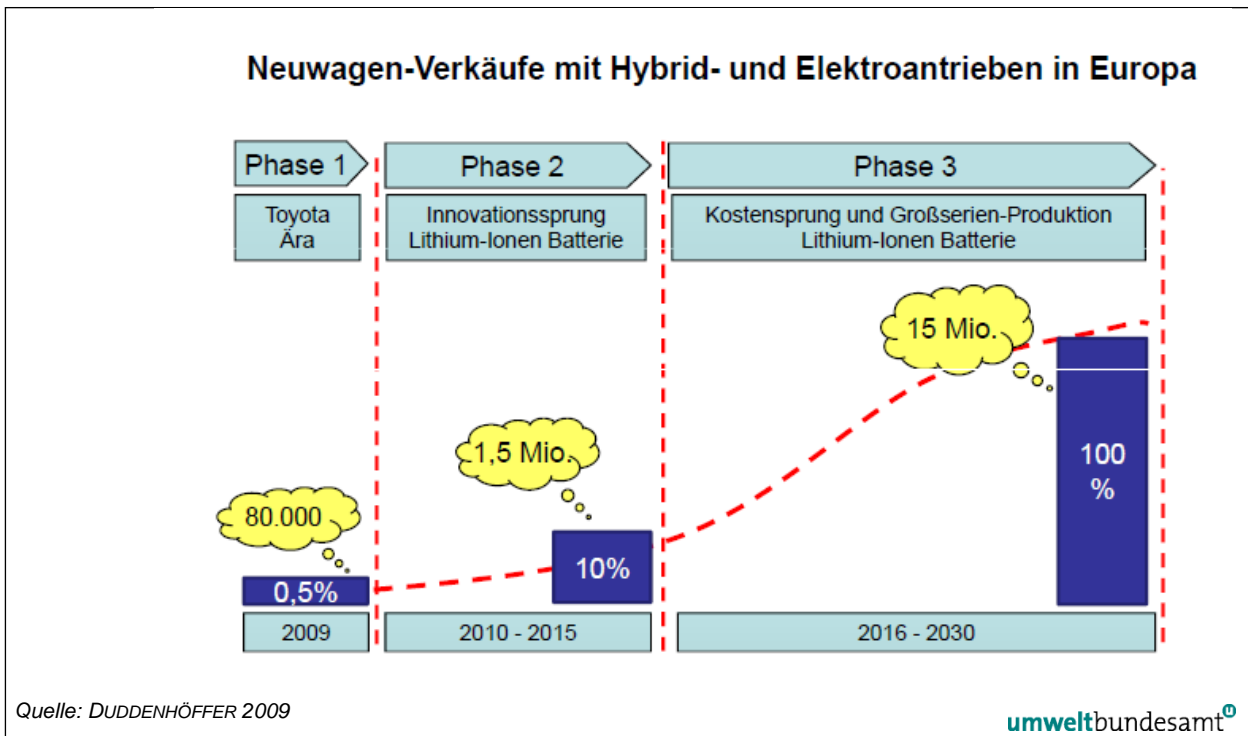 Neuwagen-Verkäufe mit Hybrid- und Elektroantrieben in Europa
Phase 1
Phase 2
Phase 3
Toyota
Ära
Innovationssprung
Lithium-Ionen Batterie
Kostensprung und Großserien-Produktion
Lithium-Ionen Batterie
15 Mio.
1,5 Mio.
80.000
100
%
10%
0,5%
2009
2010 - 2015
2016 - 2030
Quelle: DUDDENHÖFFER 2009
umweltbundesamt